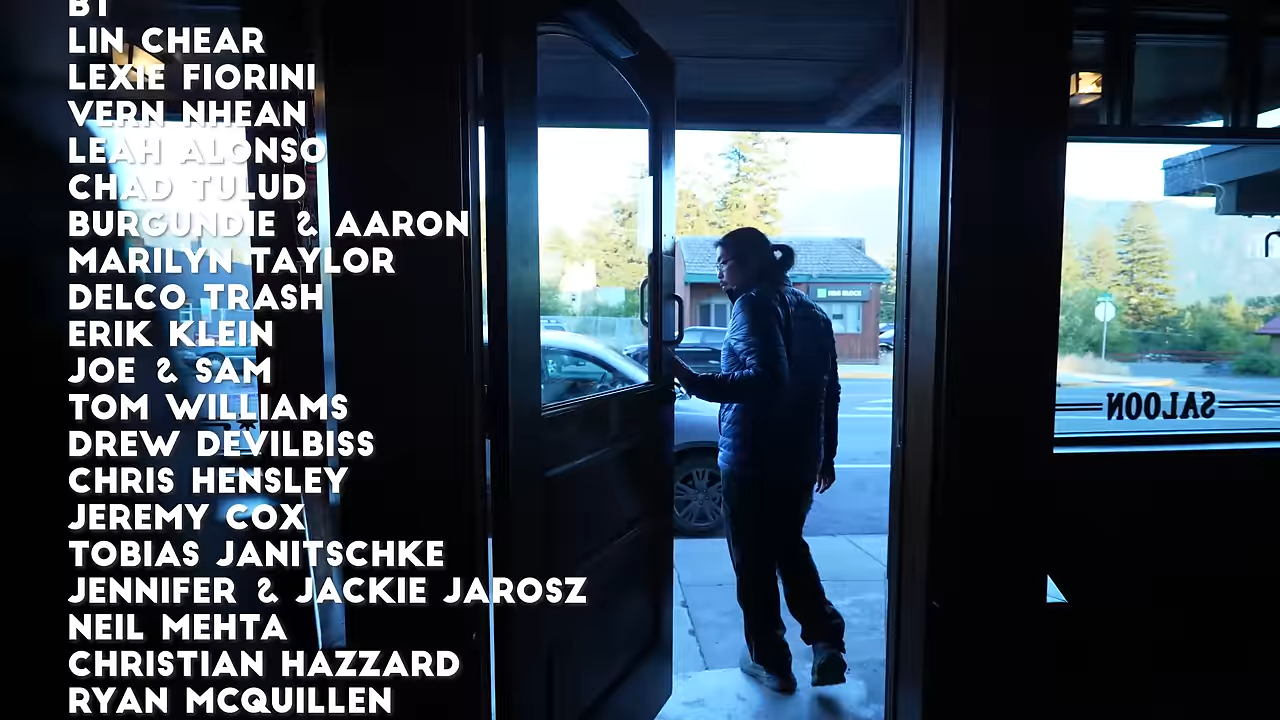 BT
LIN CHEAR
LEXIE FIORINI
VERN NHEAN
LEAH ALONSO
CHAD TULUD
BURGUNDIE & AARON
MARILYN TAYLOR
DELCO TRASH
ERIK KLEIN
JOE & SAM
TOM WILLIAMS
DREW DEVILBISS
CHRIS HENSLEY
JEREMY COX
TOBIAS JANITSCHKE
JENNIFER & JACKIE JAROSZ
NEIL MEHTA
CHRISTIAN HAZZARD
RYAN MCQUILLEN
H&R BLOCK
SALOON